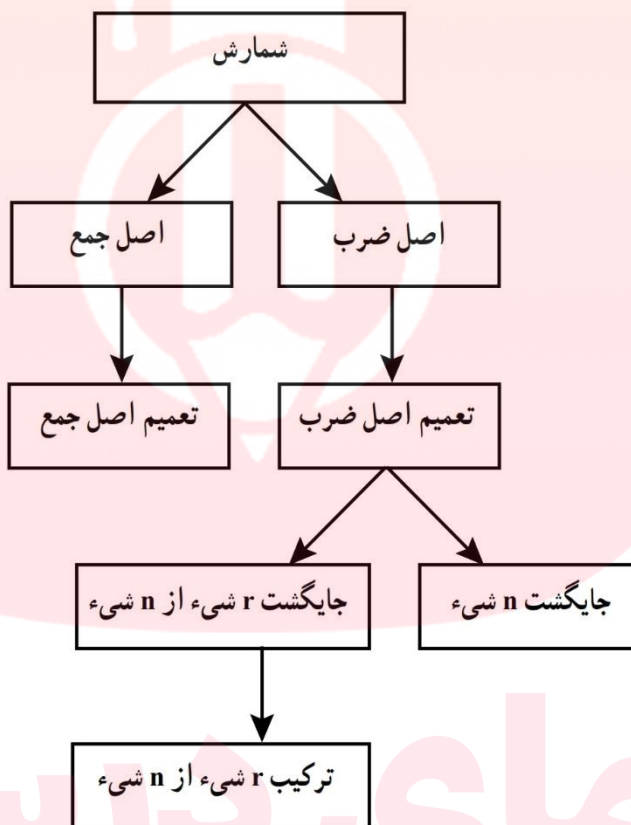 شمارش
اصل ضرب
اصل جمع
تعمیم اصل ضرب
تعمیم اصل جمع
جایگشت n شیء
جایگشت r شیء از n شیء
ترکیب r شیء از n شیء